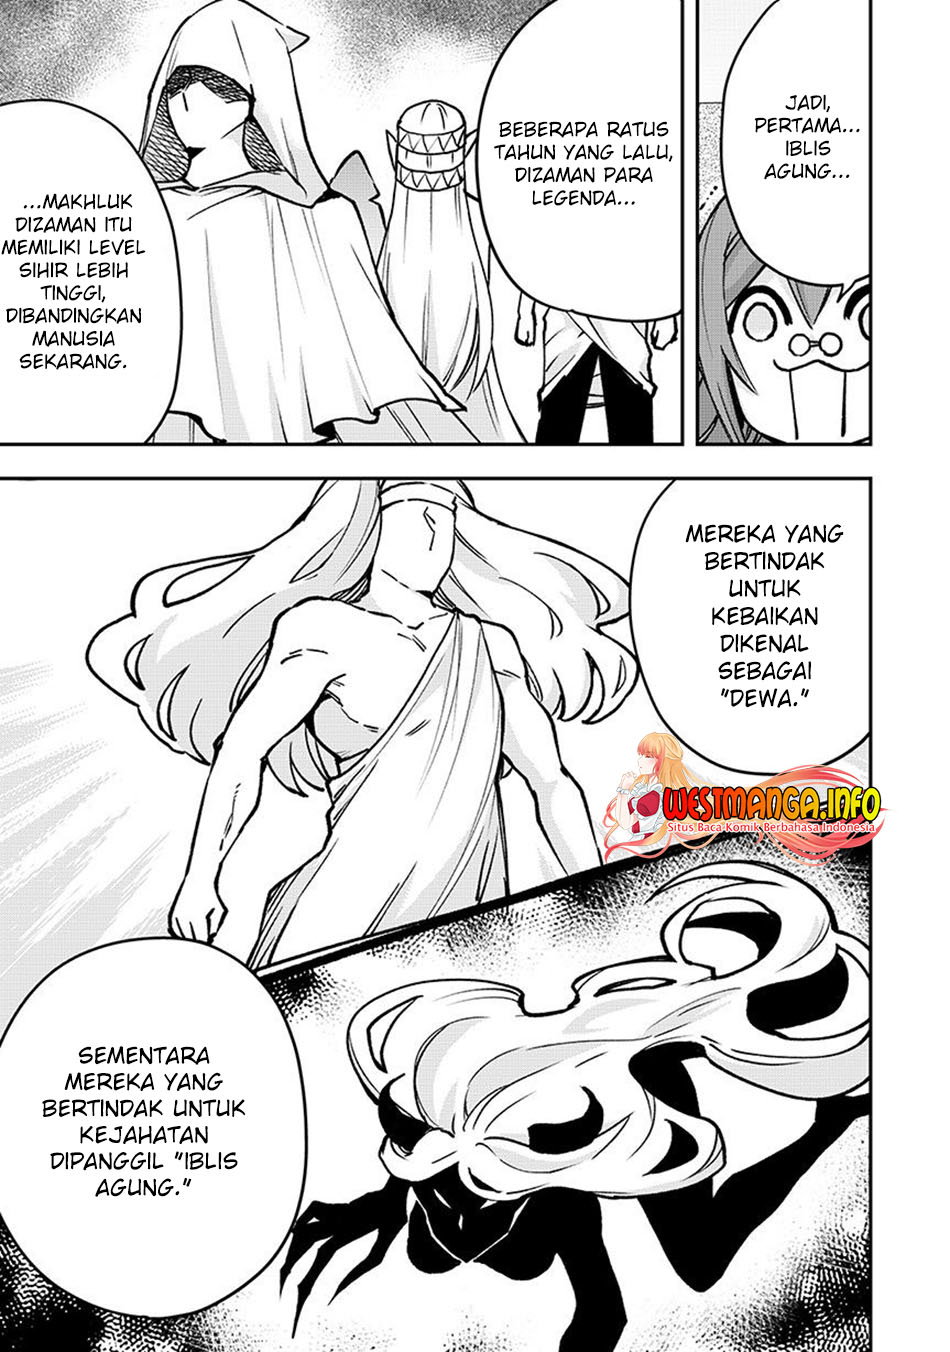 JADI,
PERTAMA...
IBLIS
AGUNG...
BEBERAPA RATUS
TAHUN YANG LALU,
DIZAMAN PARA
LEGENDA...
...MAKHLUK
DIZAMAN ITU
MEMILIKI LEVEL
SIHIR LEBIH
TINGGI,
DIBANDINGKAN
MANUSIA
SEKARANG.
MEREKA YANG
BERTINDAK
UNTUK
KEBAIKAN
DIKENAL
SEBAGAI
"DEWA."
WESTMANGA.INFO
Situs Baca Komik Berbahasa Indonesia
SEMENTARA
MEREKA YANG
BERTINDAK UNTUK
KEJAHATAN
DIPANGGIL "IBLIS
AGUNG."